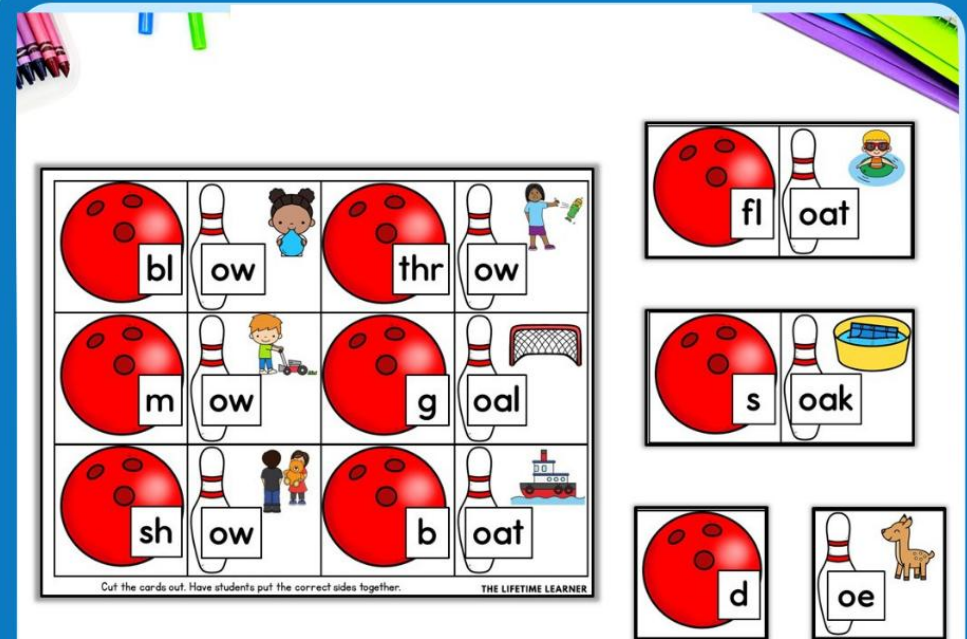 bl ow thr ow
m ow g oal
sh ow b oat
Cut the cards out. Have students put the correct sides together.
THE LIFETIME LEARNER
fl oat
s oak
d oe